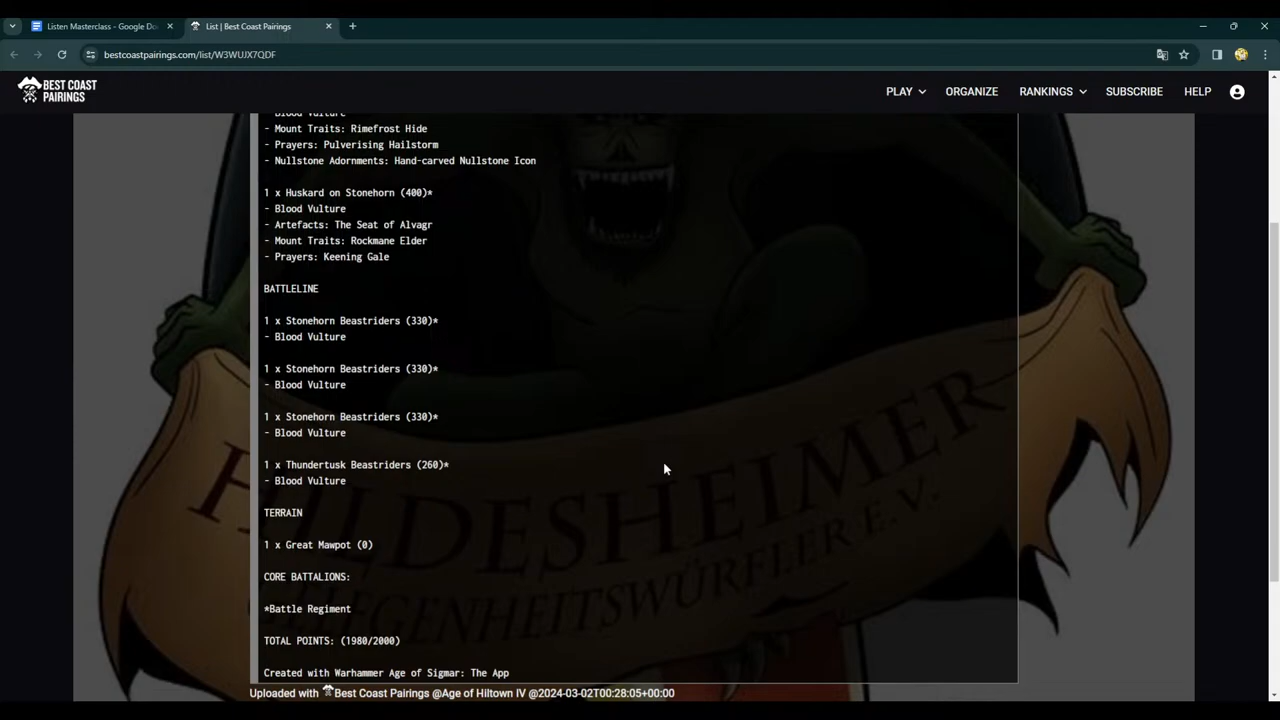 Listen Masterclass - Google Do
List | Best Coast Pairings
bestcoastpairings.com/list/W3WUJX7QDF
BEST COAST
PAIRINGS
PLAY
ORGANIZE
RANKINGS
SUBSCRIBE
HELP
- Blood Vulture
- Mount Traits: Rimefrost Hide
- Prayers: Pulverising Hailstorm
- Nullstone Adornments: Hand-carved Nullstone Icon
1 x Huskard on Stonehorn (400)*
- Blood Vulture
- Artefacts: The Seat of Alvagr
- Mount Traits: Rockmane Elder
- Prayers: Keening Gale
BATTLELINE
1 x Stonehorn Beastriders (330)*
- Blood Vulture
1 x Stonehorn Beastriders (330)*
- Blood Vulture
1 x Stonehorn Beastriders (330)*
- Blood Vulture
1 x Thundertusk Beastriders (260)*
- Blood Vulture
TERRAIN
1 x Great Mawpot (0)
CORE BATTALIONS:
*Battle Regiment
TOTAL POINTS: (1980/2000)
Created with Warhammer Age of Sigmar: The App
Uploaded with Best Coast Pairings @Age of Hiltown IV @2024-03-02T00:28:05+00:00
HILDESHEIMER
GELEGENHEITSWÜRFLER E.V.